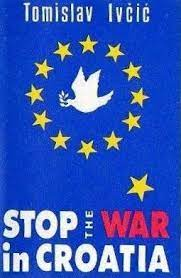 Tomislav Ivčić
STOP THE WAR
in CROATIA